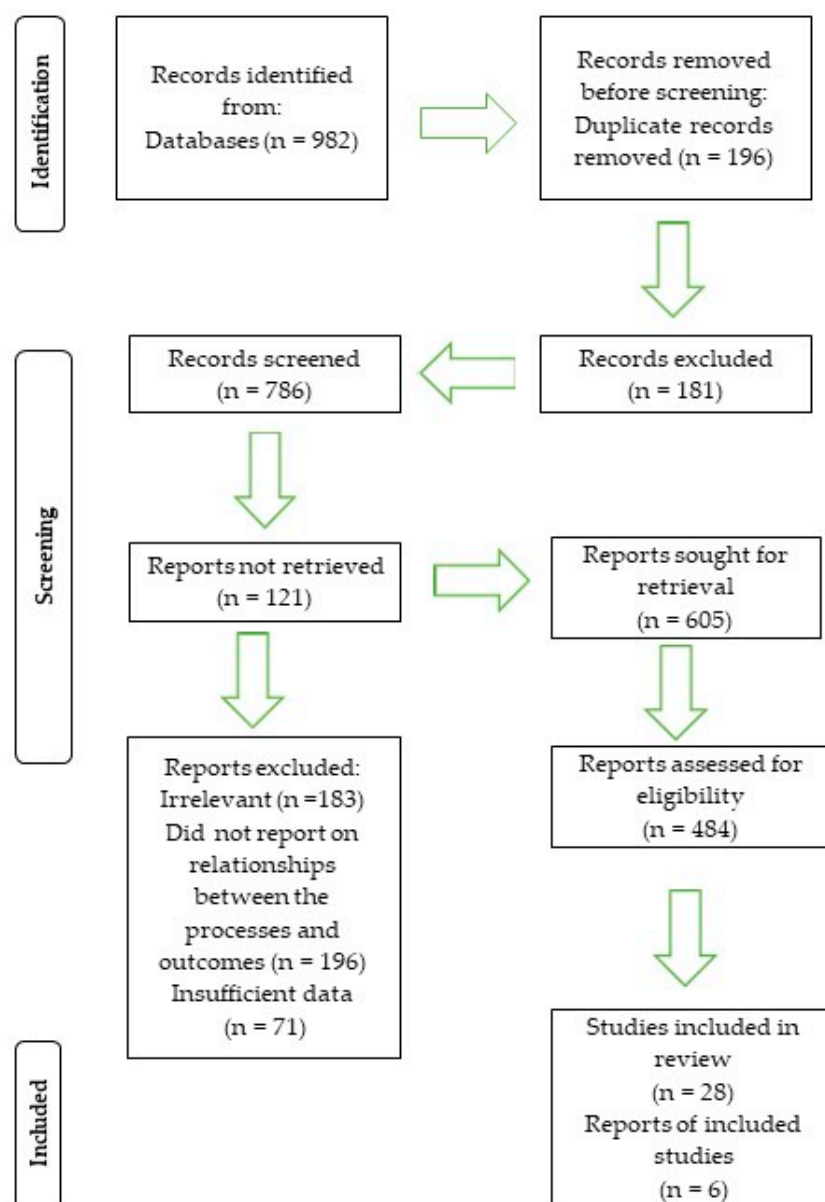 Identification
Records identified
from:
Databases (n = 982)
Records removed
before screening:
Duplicate records
removed (n = 196)
Screening
Records screened
(n = 786)
Records excluded
(n = 181)
Reports not retrieved
(n = 121)
Reports sought for
retrieval
(n = 605)
Reports excluded:
Irrelevant (n =183)
Did not report on
relationships
between the
processes and
outcomes (n = 196)
Insufficient data
(n = 71)
Reports assessed for
eligibility
(n = 484)
Included
Studies included in
review
(n = 28)
Reports of included
studies
(n = 6)